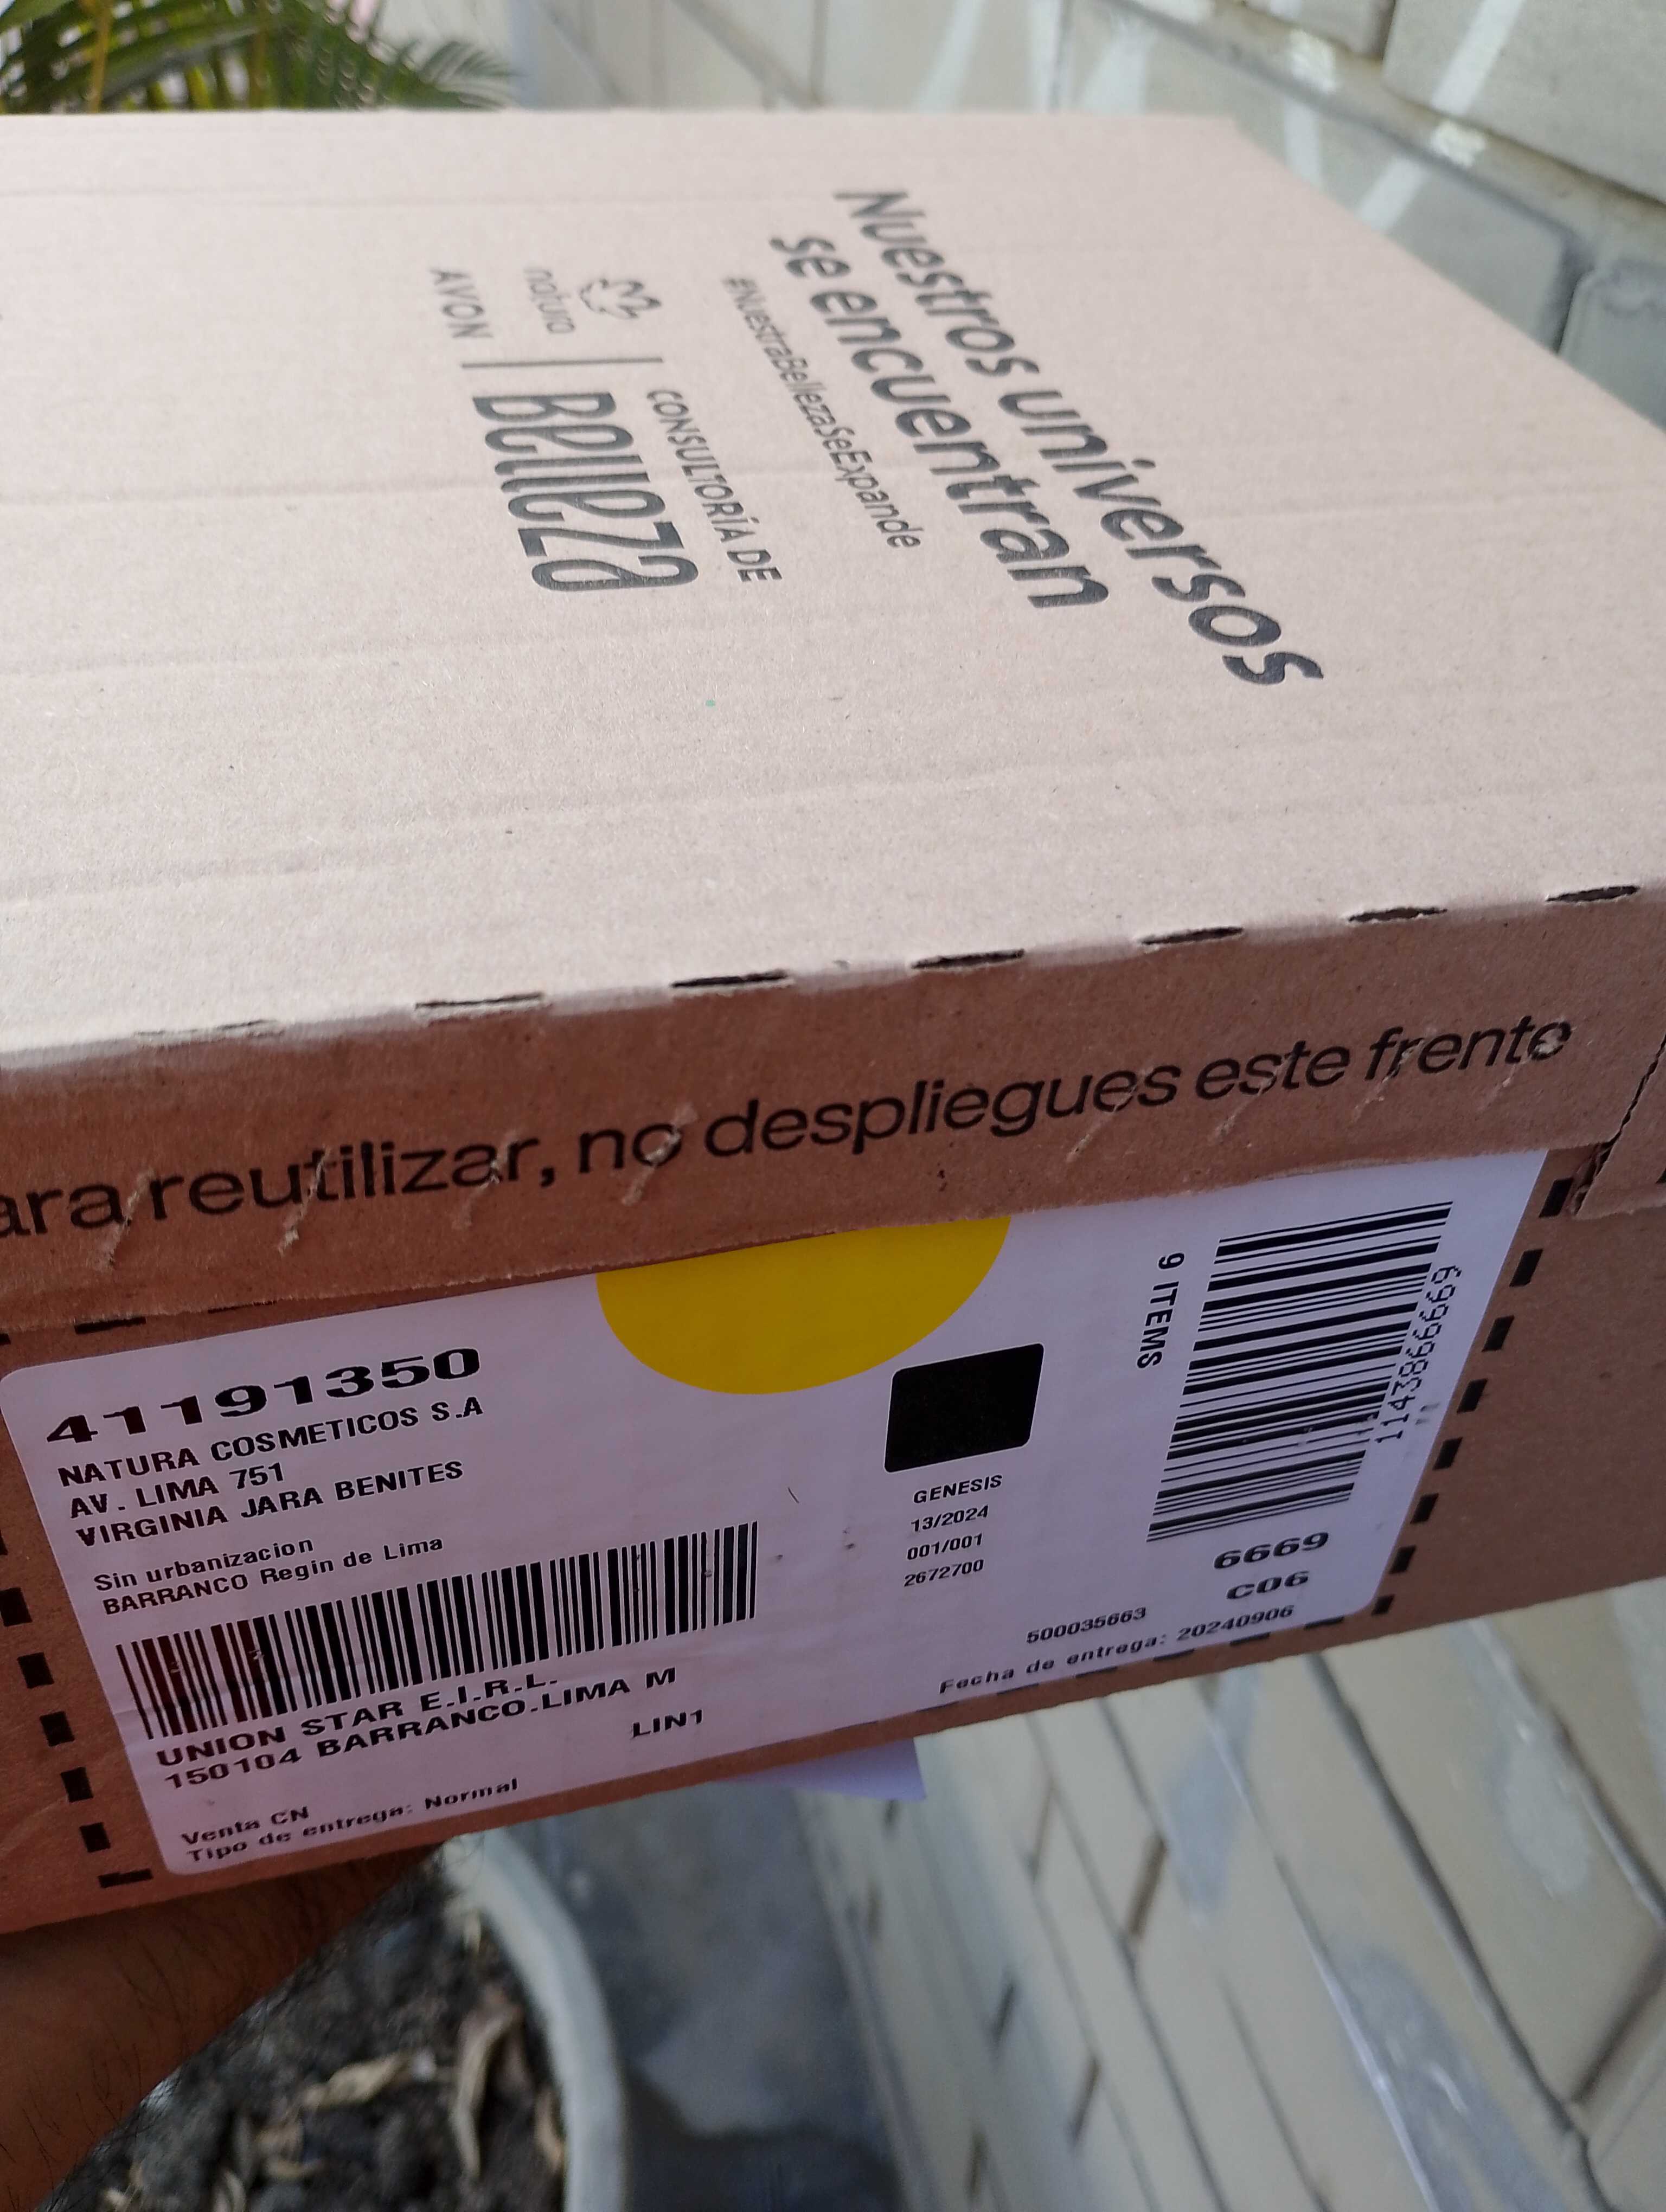 Nuestros universos
se encuentran
#NuestraBellezaSeExpande
natura
AVON
CONSULTORÍA DE
Belleza
ara reutilizar, no despliegues este frente
41191350
NATURA COSMETICOS S.A
AV. LIMA 751
VIRGINIA JARA BENITES
Sin urbanizacion
BARRANCO Regin de Lima
UNION STAR E.I.R.L.
150104 BARRANCO.LIMA M
LIN1
Venta CN
Tipo de entrega: Normal
GENESIS
13/2024
001/001
2672700
9 ITEMS
1143866669
6669
C06
500035663
Fecha de entrega: 20240906